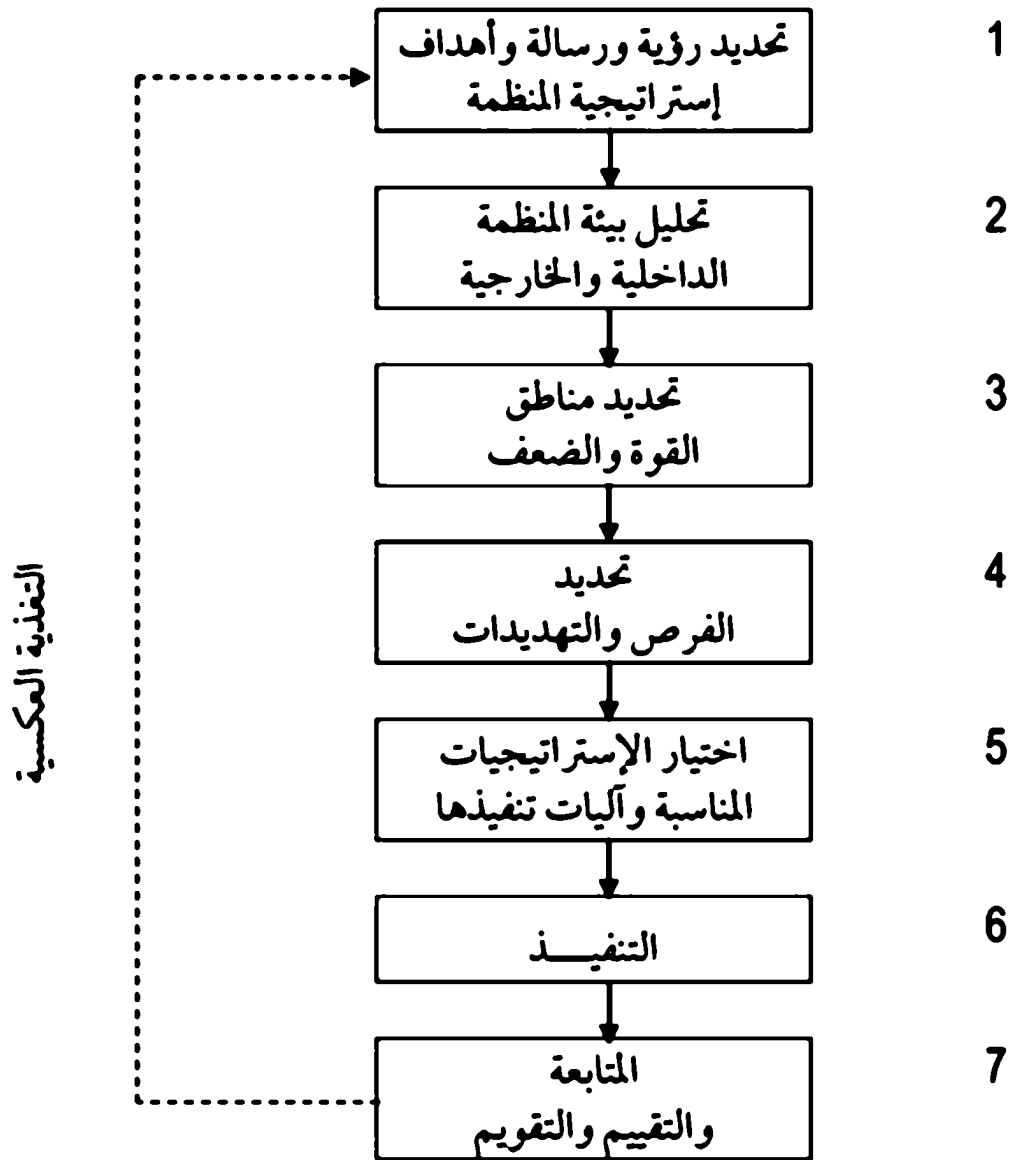 تحديد رؤية ورسالة وأهداف
إستراتيجية المنظمة
1
تحليل بيئة المنظمة
الداخلية والخارجية
2
تحديد مناطق
القوة والضعف
3
تحديد
الفرص والتهديدات
4
اختيار الإستراتيجيات
المناسبة وآليات تنفيذها
5
التنفيـــذ
6
المتابعة
والتقييم والتقويم
7
التغذية العكسية